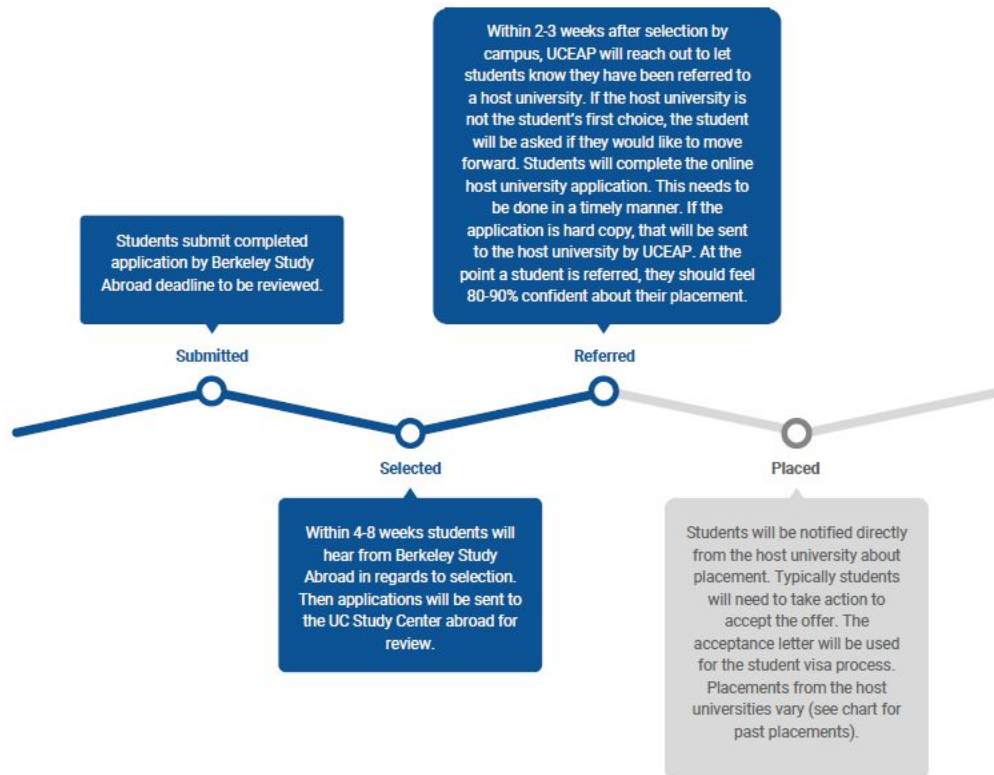 Students submit completed
application by Berkeley Study
Abroad deadline to be reviewed.
Submitted
Within 4-8 weeks students will
hear from Berkeley Study
Abroad in regards to selection.
Then applications will be sent to
the UC Study Center abroad for
review.
Selected
Within 2-3 weeks after selection by
campus, UCEAP will reach out to let
students know they have been referred to
a host university. If the host university is
not the student's first choice, the student
will be asked if they would like to move
forward. Students will complete the online
host university application. This needs to
be done in a timely manner. If the
application is hard copy, that will be sent
to the host university by UCEAP. At the
point a student is referred, they should feel
80-90% confident about their placement.
Referred
Placed
Students will be notified directly
from the host university about
placement. Typically students
will need to take action to
accept the offer. The
acceptance letter will be used
for the student visa process.
Placements from the host
universities vary (see chart for
past placements).